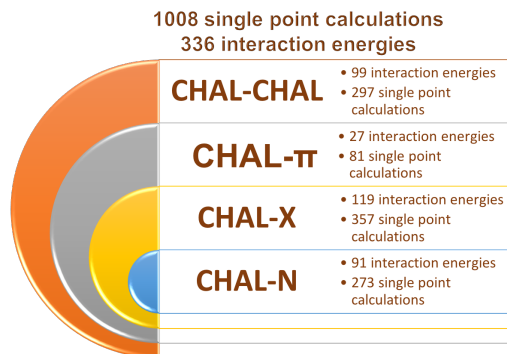 1008 single point calculations
336 interaction energies
CHAL-CHAL
• 99 interaction energies
• 297 single point
calculations
CHAL-π
• 27 interaction energies
• 81 single point
calculations
CHAL-X
• 119 interaction energies
• 357 single point
calculations
CHAL-N
• 91 interaction energies
• 273 single point
calculations